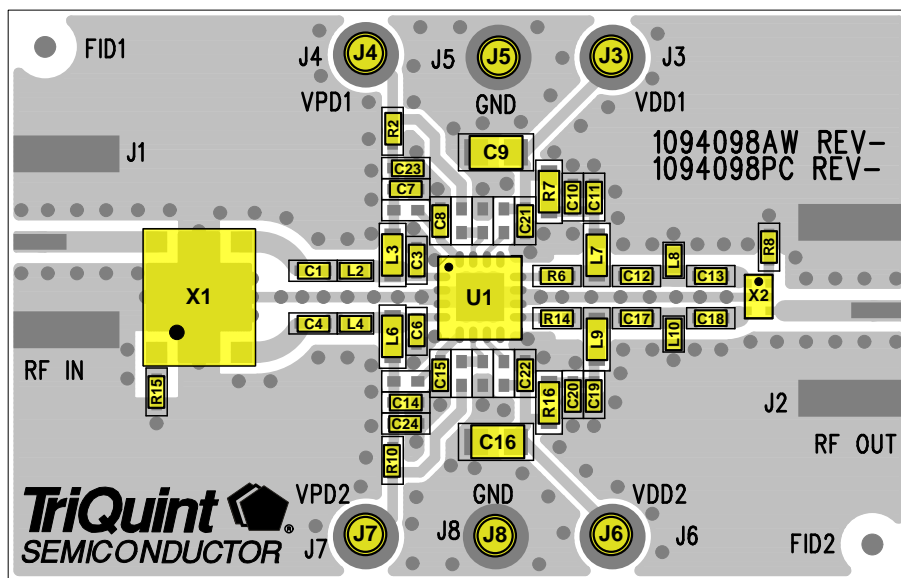 FID1
J4 J4
J5 J5
J3 J3
VPD1
GND
VDD1
J1
R2
C9
1094098AW REV-
1094098PC REV-
C23
C7
R7
C10
C11
C8
C21
R8
L3
C3
L7
L8
C1
L2
R6
C12
C13
X1
U1
X2
C4
L4
R14
C17
C18
L6
C6
L9
L10
RF IN
R15
C15
C22
C14
C24
R16
C20
C19
J2
R10
C16
RF OUT
TriQuint
SEMICONDUCTOR®
VPD2
GND
VDD2
J7 J7
J8 J8
J6 J6
FID2